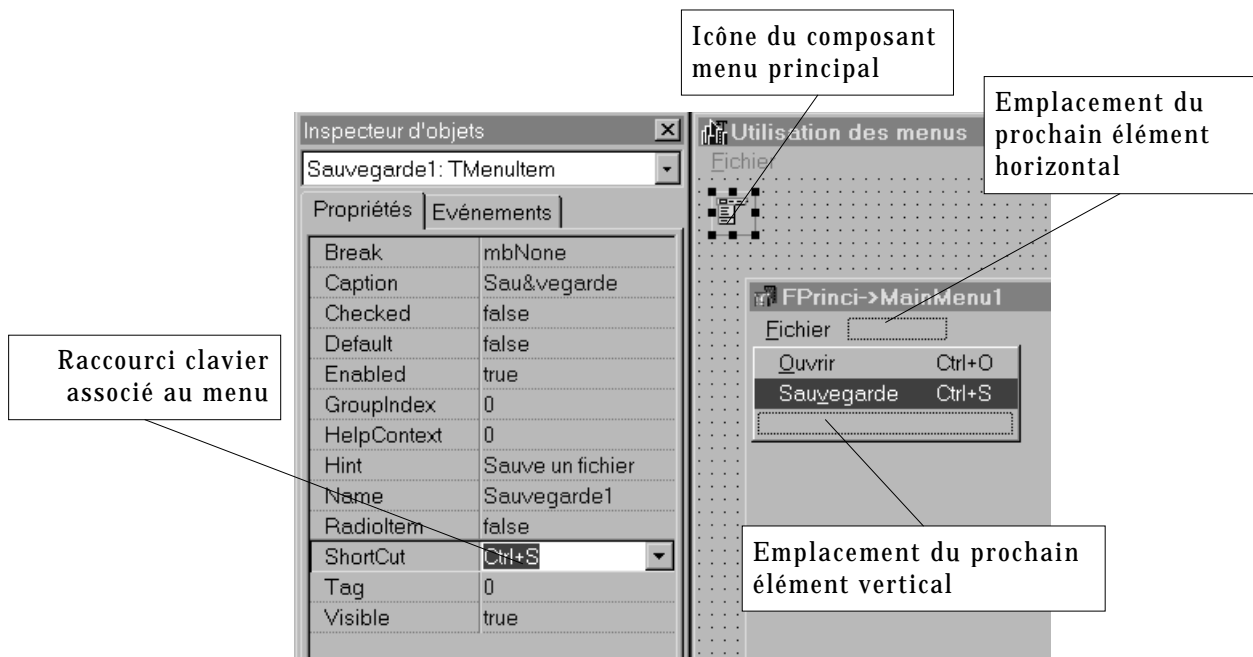 Icône du composant
menu principal
Emplacement du
prochain élément
horizontal
Inspecteur d'objets
Sauvegarde1: TMenuItem
Propriétés Evénements
Break mbNone
Caption Sau&vegarde
Checked false
Default false
Enabled true
GroupIndex 0
HelpContext 0
Hint Sauve un fichier
Name Sauvegarde1
RadioItem false
ShortCut Ctrl+S
Tag 0
Visible true
Raccourci clavier
associé au menu
Utilisation des menus
Fichier
FPrinci->MainMenu1
Fichier
Ouvrir Ctrl+O
Sauvegarde Ctrl+S
Emplacement du prochain
élément vertical